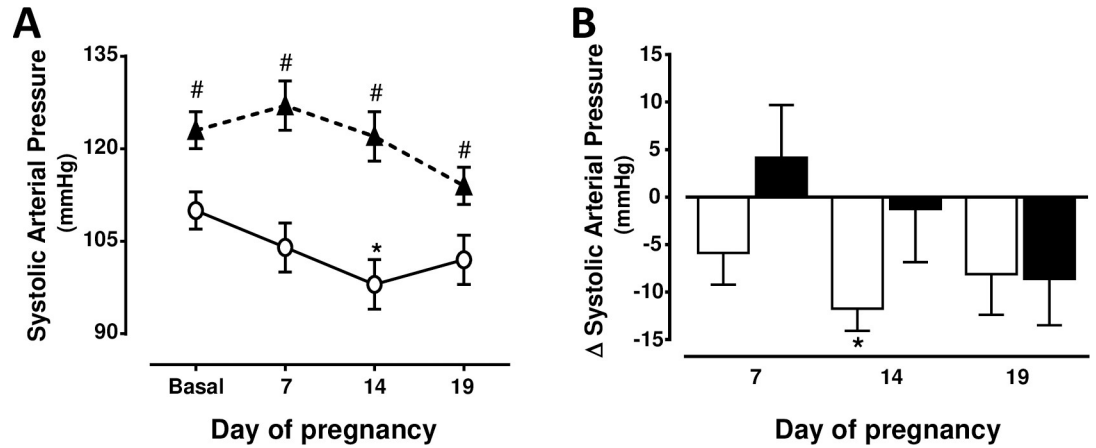 A
Systolic Arterial Pressure
(mmHg)
135
120
105
90
#
#
#
#
*
Basal 7 14 19
Day of pregnancy
B
Δ Systolic Arterial Pressure
(mmHg)
15
10
5
0
-5
-10
-15
*
7 14 19
Day of pregnancy